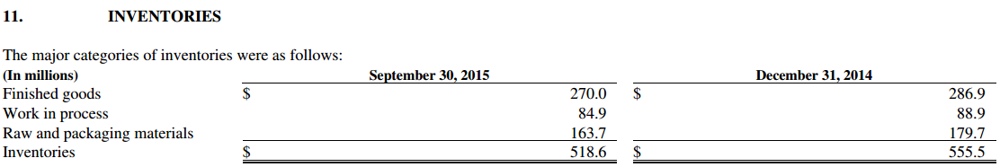 11. INVENTORIES
The major categories of inventories were as follows:
(In millions) September 30, 2015 December 31, 2014
Finished goods $ 270.0 $ 286.9
Work in process 84.9 88.9
Raw and packaging materials 163.7 179.7
Inventories $ 518.6 $ 555.5